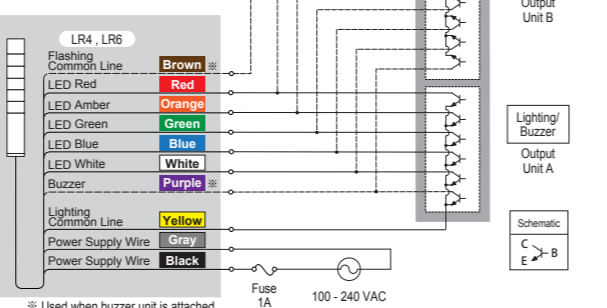 Output
Unit B
LR4 , LR6
Flashing
Common Line Brown ※
LED Red Red
LED Amber Orange
LED Green Green
LED Blue Blue
LED White White
Buzzer Purple ※
Lighting
Common Line Yellow
Power Supply Wire Gray
Power Supply Wire Black
※ Used when buzzer unit is attached
Fuse
1A
100 - 240 VAC
Lighting/
Buzzer
Output
Unit A
Schematic
C
E
B